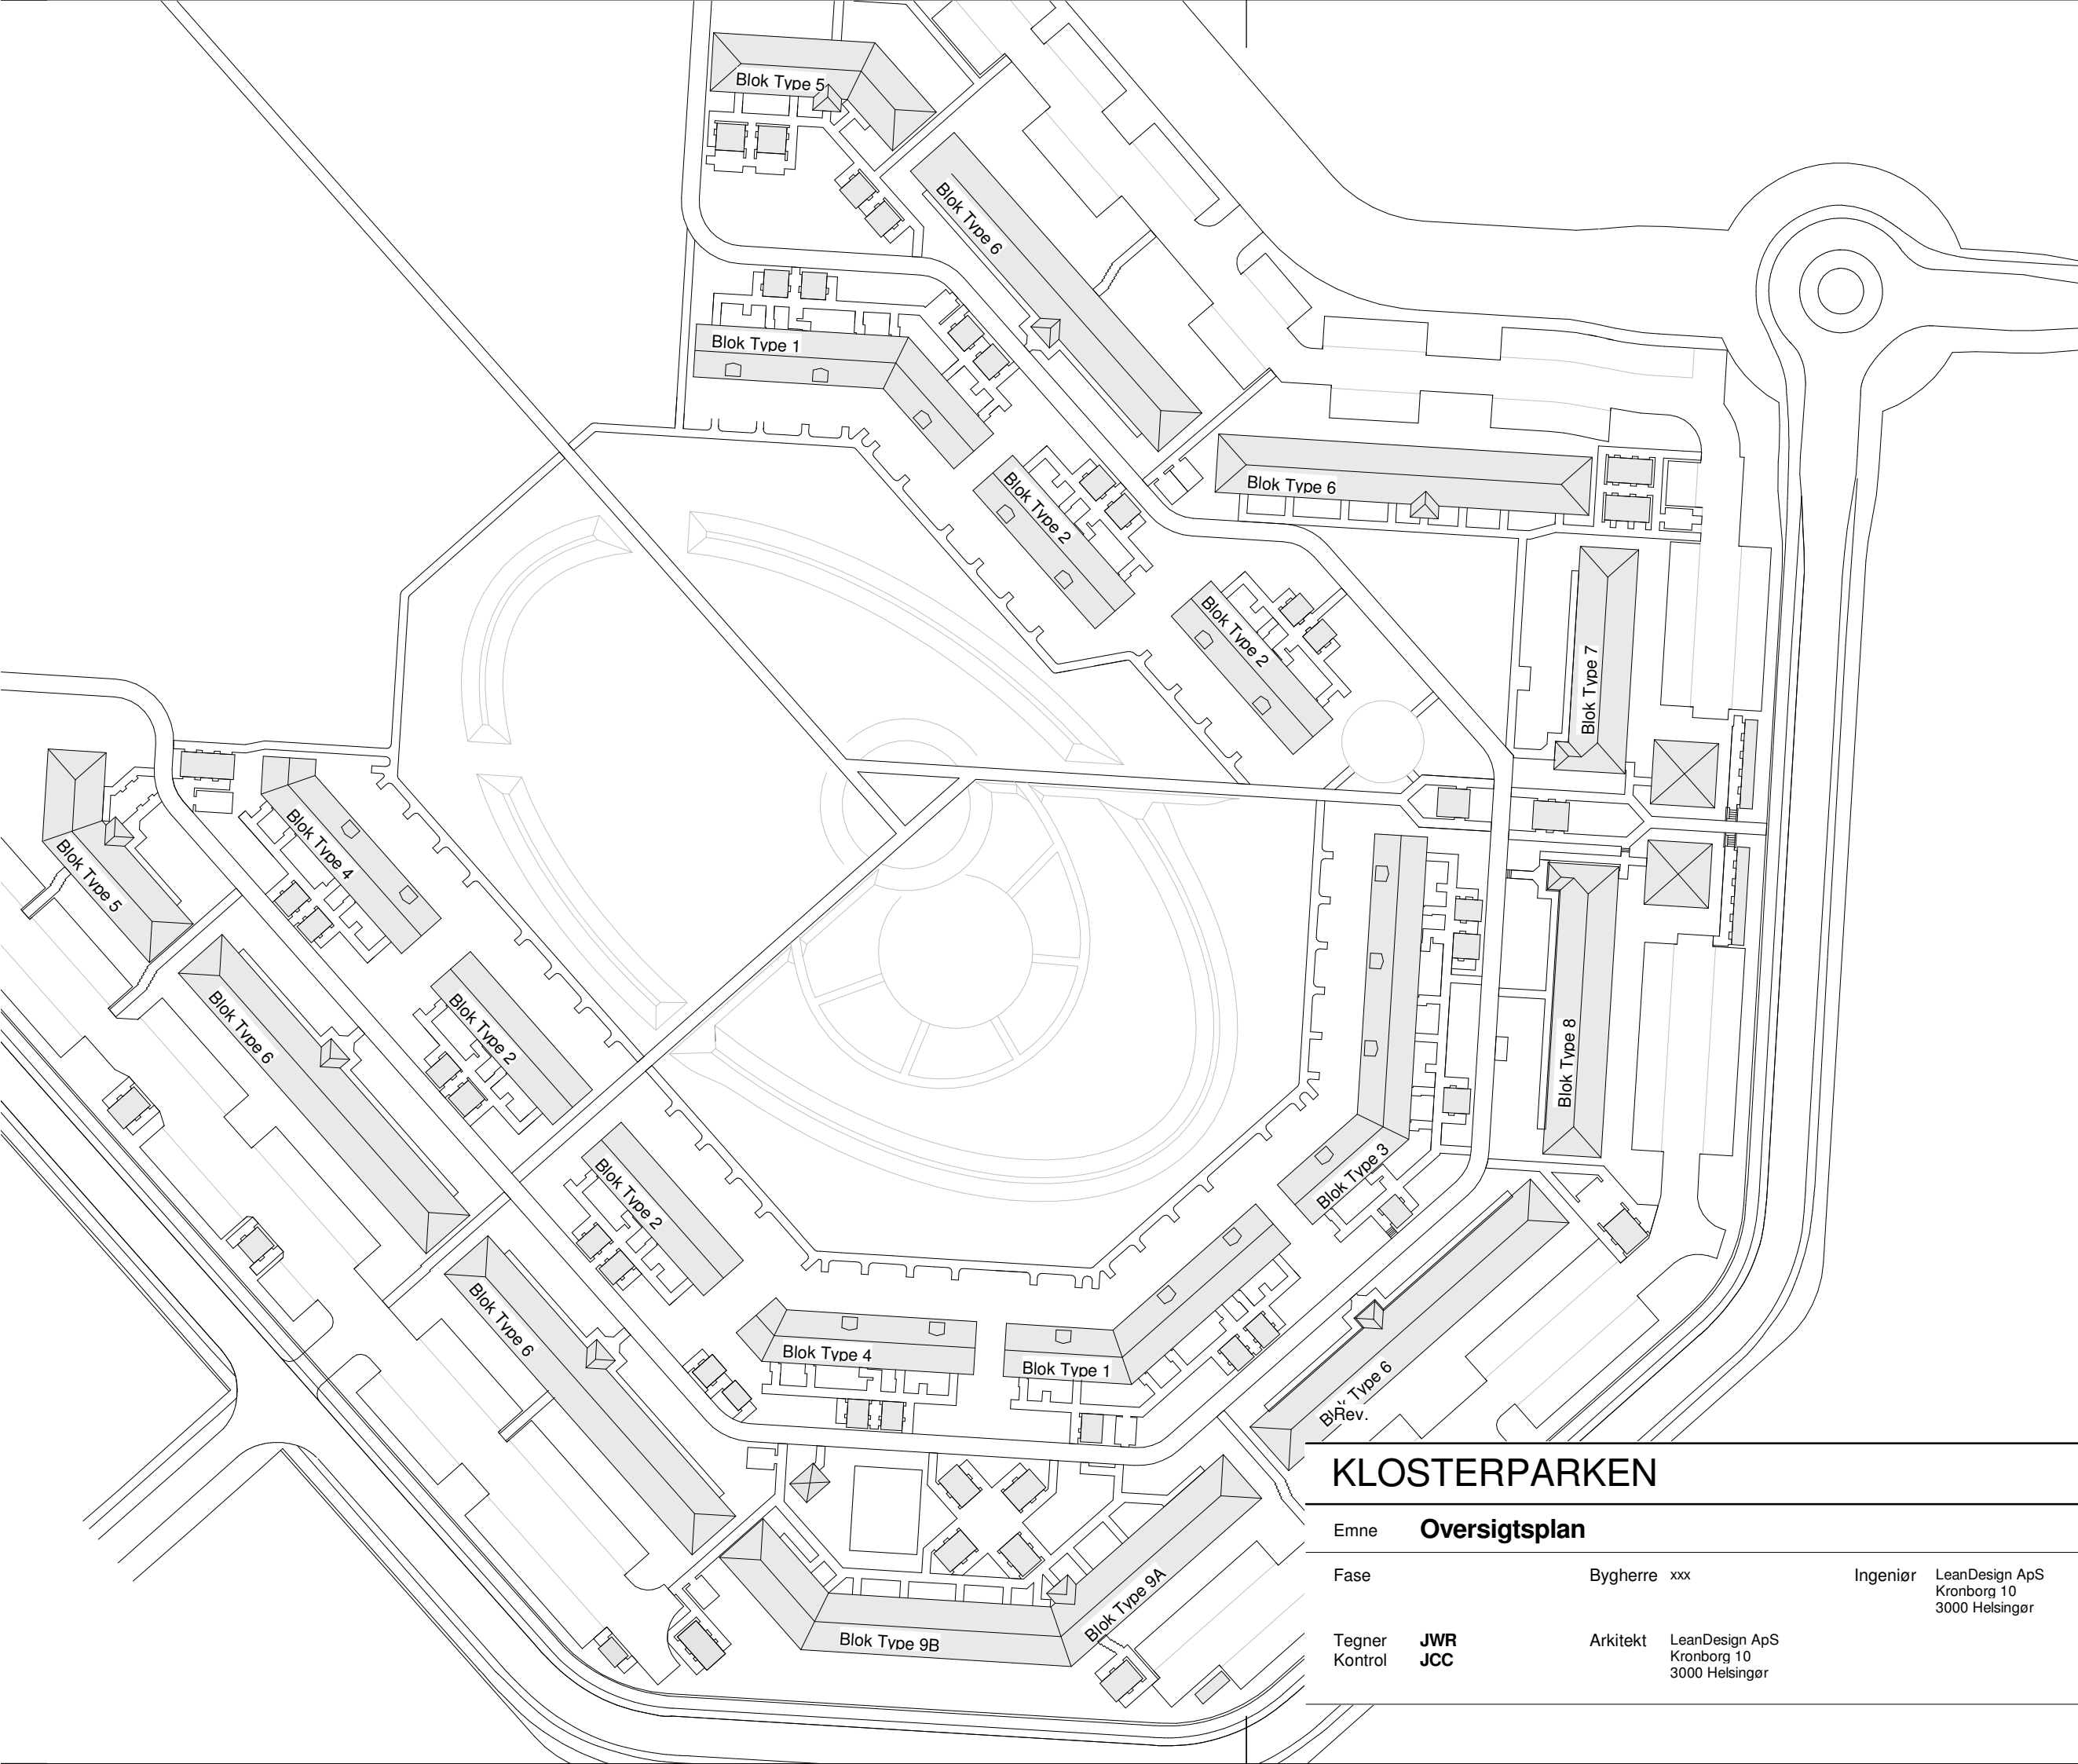 Blok Type 5
Blok Type 6
Blok Type 1
Blok Type 2
Blok Type 6
Blok Type 2
Blok Type 7
Blok Type 5
Blok Type 4
Blok Type 6
Blok Type 2
Blok Type 8
Blok Type 2
Blok Type 3
Blok Type 6
Blok Type 4
Blok Type 1
Blok Type 6
Rev.
Blok Type 9A
Blok Type 9B
KLOSTERPARKEN
Emne Oversigtsplan
Fase Bygherre xxx Ingeniør LeanDesign ApS
Kronborg 10
3000 Helsingør
Tegner JWR Arkitekt LeanDesign ApS
Kontrol JCC Kronborg 10
3000 Helsingør